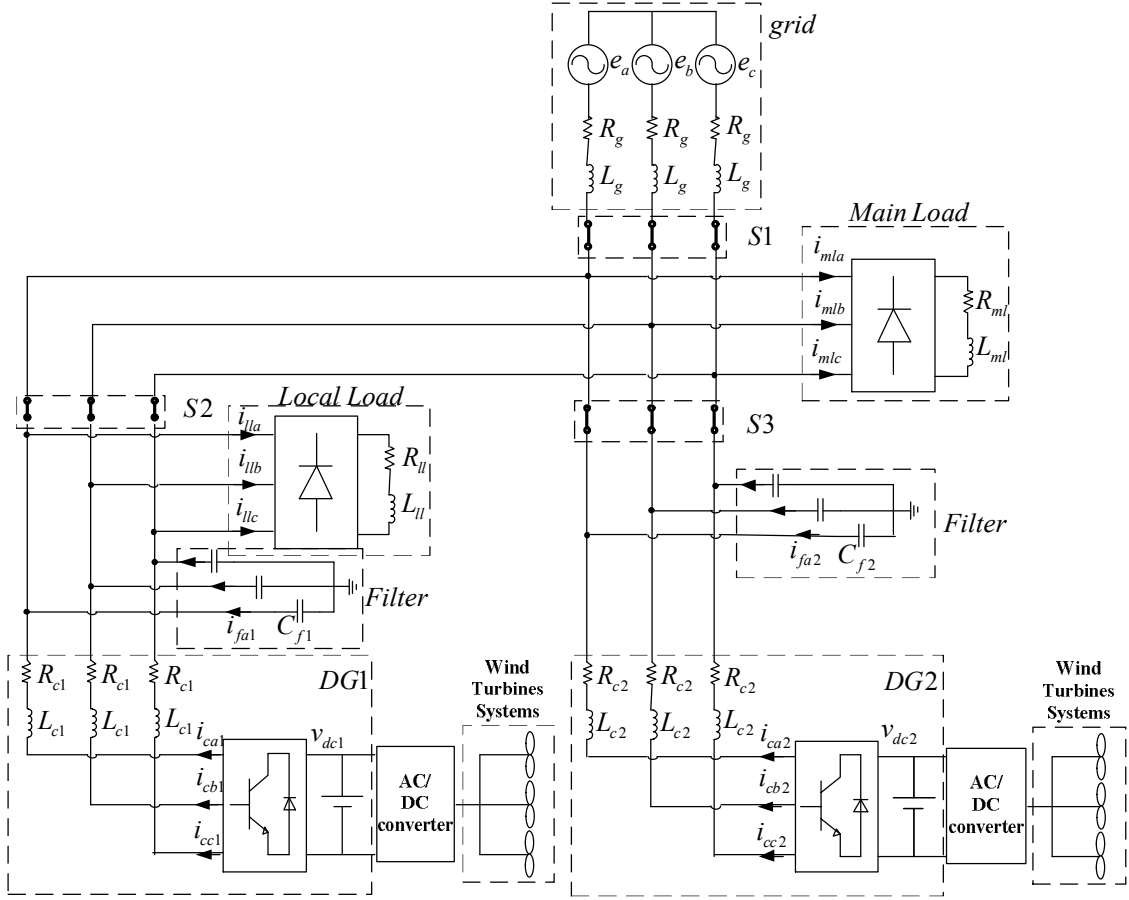 grid
e_a e_b e_c
R_g R_g R_g
L_g L_g L_g
S1
Main Load
i_mla
i_mlb
i_mlc
R_ml
L_ml
S2
Local Load
i_lla
i_llb
i_llc
R_ll
L_ll
S3
Filter
i_fa1
C_f1
Filter
i_fa2
C_f2
R_c1 R_c1 R_c1
L_c1 L_c1 L_c1
DG1
i_ca1
i_cb1
i_cc1
v_dc1
AC/
DC
converter
Wind
Turbines
Systems
R_c2 R_c2 R_c2
L_c2 L_c2 L_c2
DG2
i_ca2
i_cb2
i_cc2
v_dc2
AC/
DC
converter
Wind
Turbines
Systems